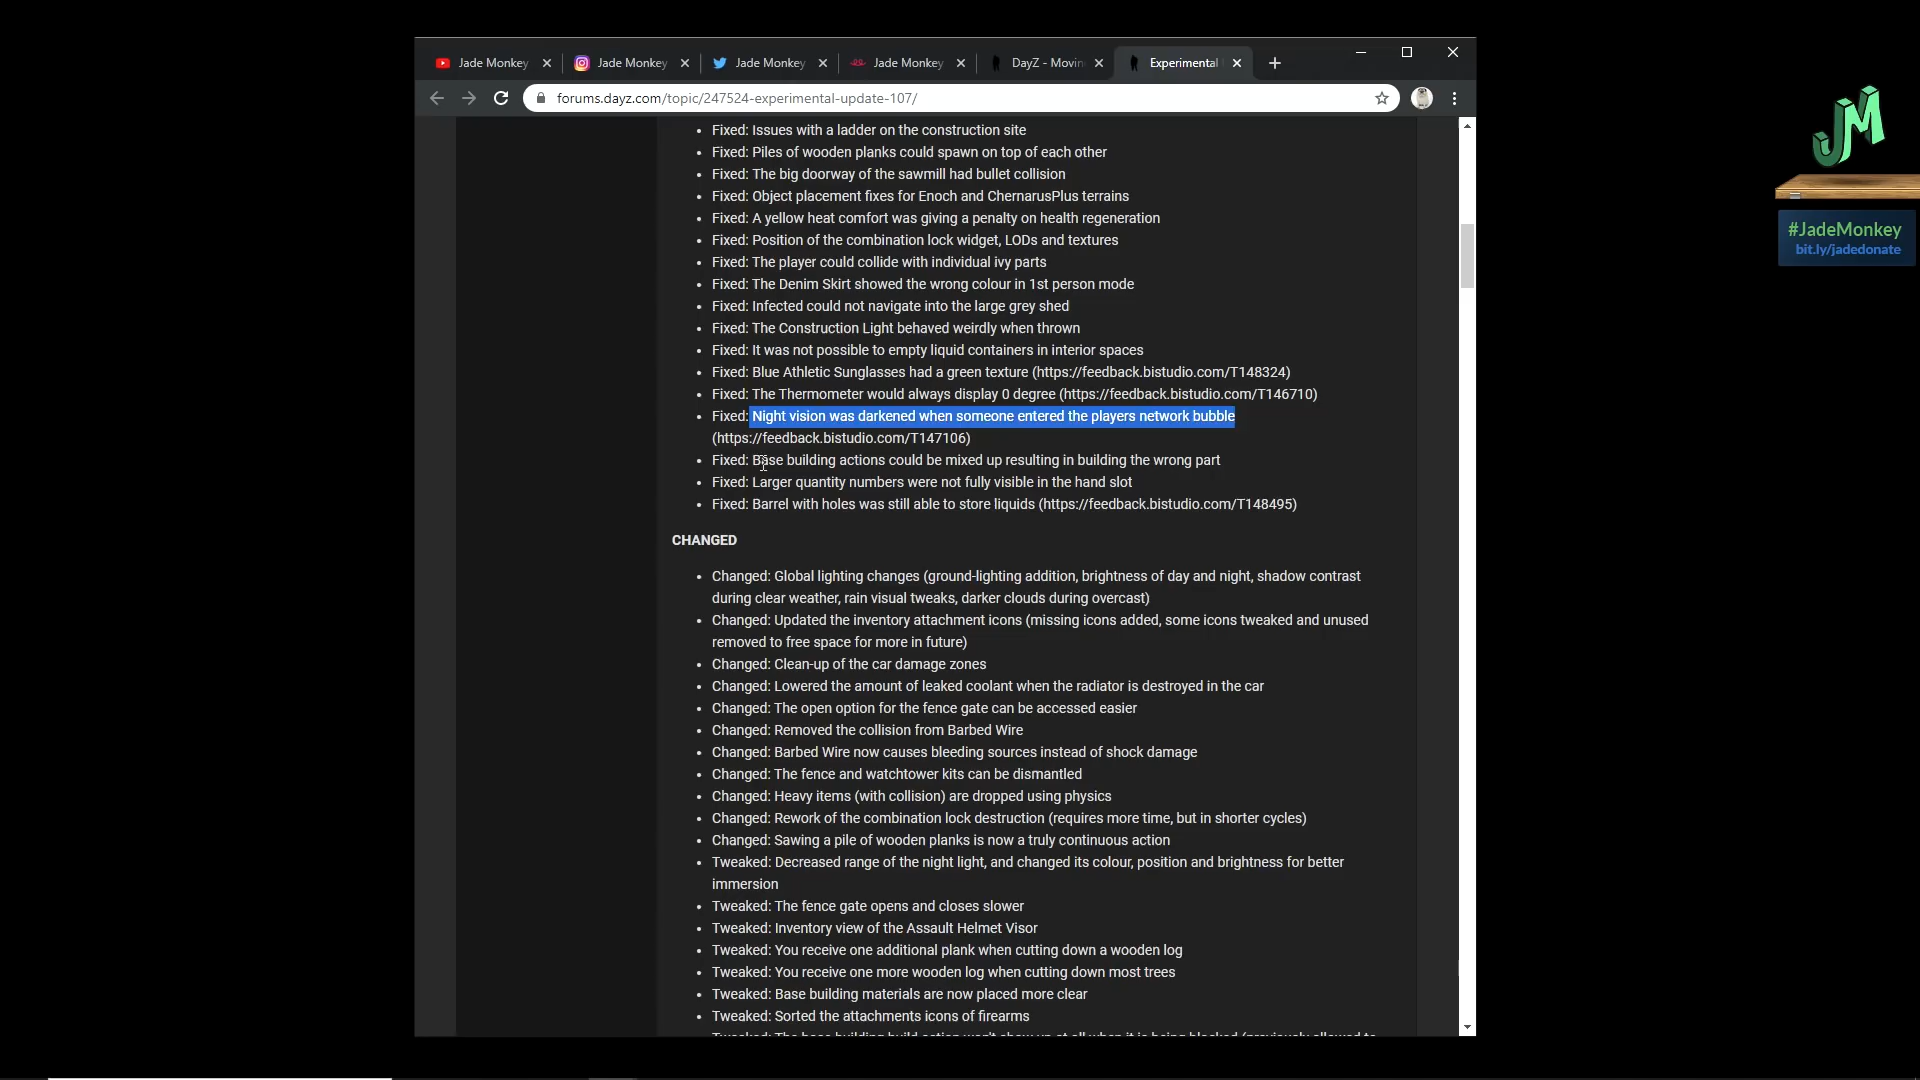 Jade Monkey
Jade Monkey
Jade Monkey
Jade Monkey
DayZ - Movin
Experimental
forums.dayz.com/topic/247524-experimental-update-107/
JM
#JadeMonkey
bit.ly/jadedonate
• Fixed: Issues with a ladder on the construction site
• Fixed: Piles of wooden planks could spawn on top of each other
• Fixed: The big doorway of the sawmill had bullet collision
• Fixed: Object placement fixes for Enoch and ChernarusPlus terrains
• Fixed: A yellow heat comfort was giving a penalty on health regeneration
• Fixed: Position of the combination lock widget, LODs and textures
• Fixed: The player could collide with individual ivy parts
• Fixed: The Denim Skirt showed the wrong colour in 1st person mode
• Fixed: Infected could not navigate into the large grey shed
• Fixed: The Construction Light behaved weirdly when thrown
• Fixed: It was not possible to empty liquid containers in interior spaces
• Fixed: Blue Athletic Sunglasses had a green texture (https://feedback.bistudio.com/T148324)
• Fixed: The Thermometer would always display 0 degree (https://feedback.bistudio.com/T146710)
• Fixed: Night vision was darkened when someone entered the players network bubble
(https://feedback.bistudio.com/T147106)
• Fixed: Base building actions could be mixed up resulting in building the wrong part
• Fixed: Larger quantity numbers were not fully visible in the hand slot
• Fixed: Barrel with holes was still able to store liquids (https://feedback.bistudio.com/T148495)
CHANGED
• Changed: Global lighting changes (ground-lighting addition, brightness of day and night, shadow contrast
during clear weather, rain visual tweaks, darker clouds during overcast)
• Changed: Updated the inventory attachment icons (missing icons added, some icons tweaked and unused
removed to free space for more in future)
• Changed: Clean-up of the car damage zones
• Changed: Lowered the amount of leaked coolant when the radiator is destroyed in the car
• Changed: The open option for the fence gate can be accessed easier
• Changed: Removed the collision from Barbed Wire
• Changed: Barbed Wire now causes bleeding sources instead of shock damage
• Changed: The fence and watchtower kits can be dismantled
• Changed: Heavy items (with collision) are dropped using physics
• Changed: Rework of the combination lock destruction (requires more time, but in shorter cycles)
• Changed: Sawing a pile of wooden planks is now a truly continuous action
• Tweaked: Decreased range of the night light, and changed its colour, position and brightness for better
immersion
• Tweaked: The fence gate opens and closes slower
• Tweaked: Inventory view of the Assault Helmet Visor
• Tweaked: You receive one additional plank when cutting down a wooden log
• Tweaked: You receive one more wooden log when cutting down most trees
• Tweaked: Base building materials are now placed more clear
• Tweaked: Sorted the attachments icons of firearms
Tweaked: The base building build action won't show up at all when it is being blocked (previously allowed to